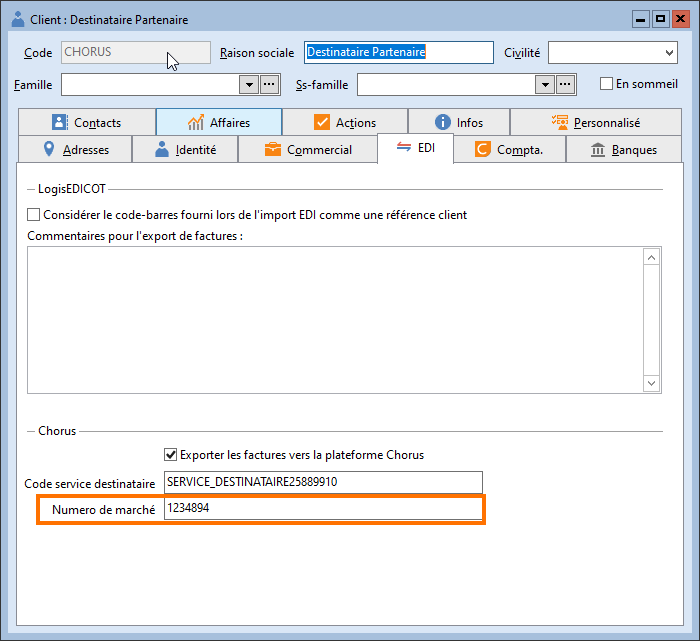 Client : Destinataire Partenaire
Code CHORUS Raison sociale Destinataire Partenaire Civilité
Famille Ss-famille En sommeil
Contacts Affaires Actions Infos Personnalisé
Adresses Identité Commercial EDI Compta. Banques
LogisEDICOT
Considérer le code-barres fourni lors de l'import EDI comme une référence client
Commentaires pour l'export de factures :
Chorus
Exporter les factures vers la plateforme Chorus
Code service destinataire SERVICE_DESTINATAIRE25889910
Numero de marché 1234894